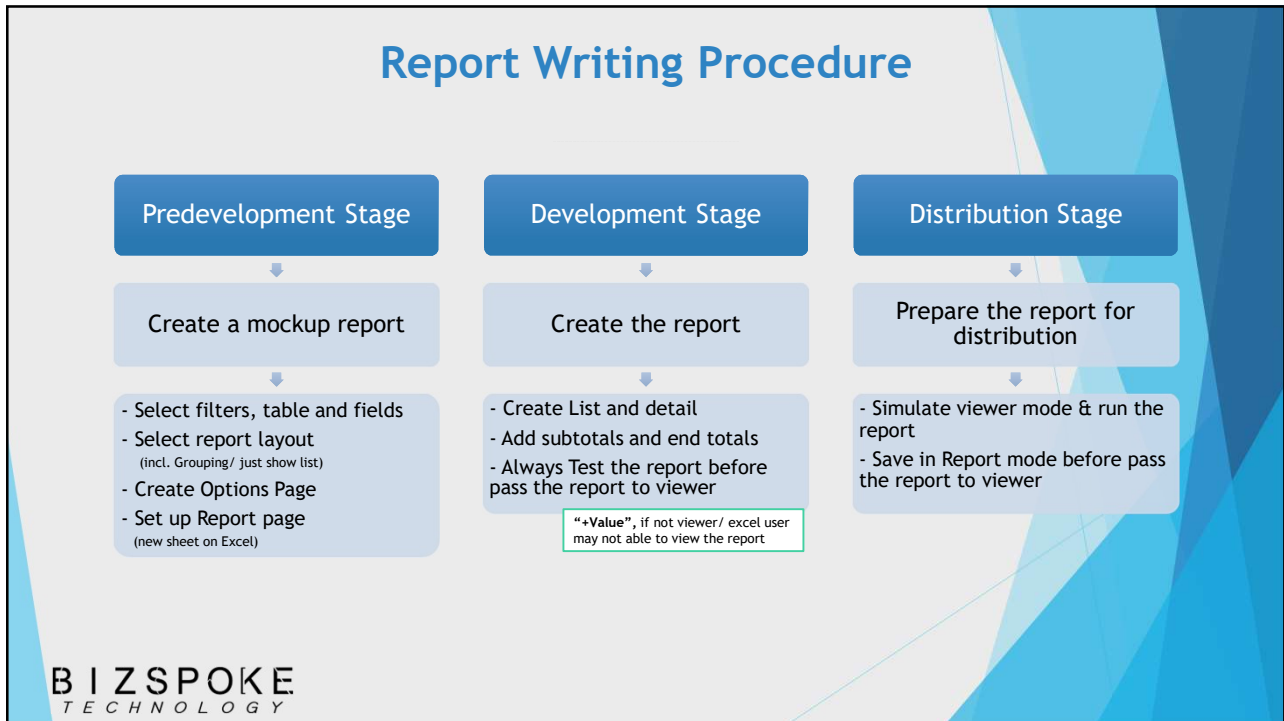 Report Writing Procedure
Predevelopment Stage
Create a mockup report
- Select filters, table and fields
- Select report layout
(incl. Grouping/ just show list)
- Create Options Page
- Set up Report page
(new sheet on Excel)
Development Stage
Create the report
- Create List and detail
- Add subtotals and end totals
- Always Test the report before
pass the report to viewer
“+Value”, if not viewer/ excel user
may not able to view the report
Distribution Stage
Prepare the report for
distribution
- Simulate viewer mode & run the
report
- Save in Report mode before pass
the report to viewer
BIZSPOKE
TECHNOLOGY